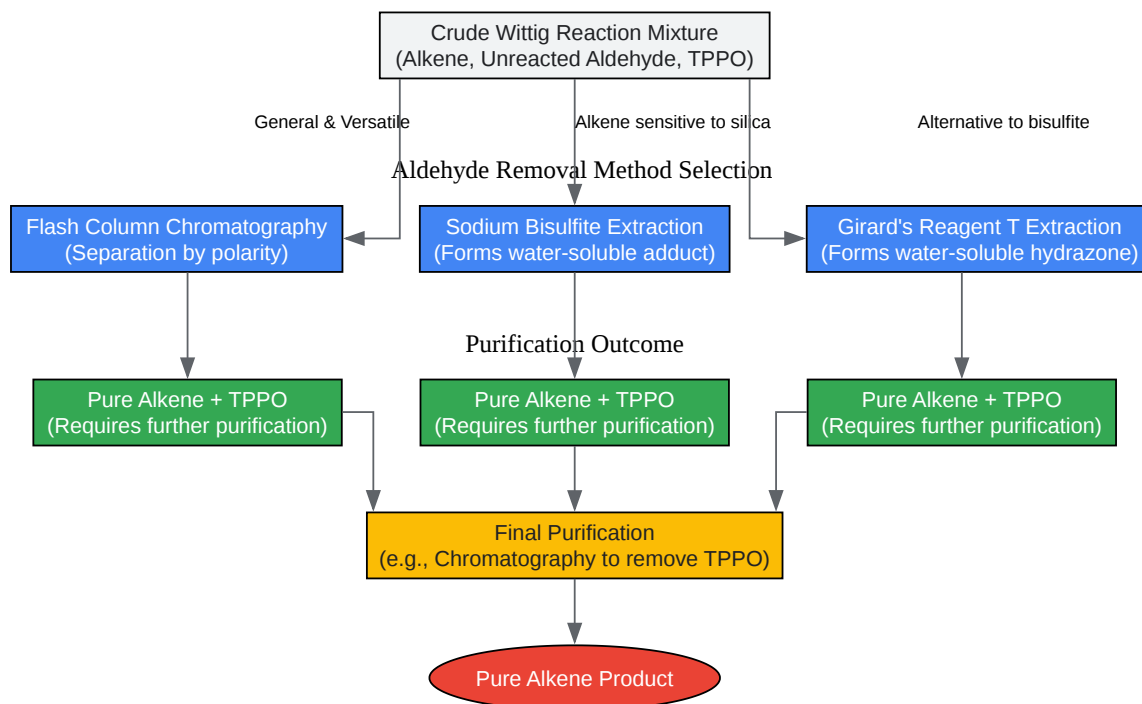 Crude Wittig Reaction Mixture
(Alkene, Unreacted Aldehyde, TPPO)
General & Versatile
Alkene sensitive to silica
Alternative to bisulfite
Aldehyde Removal Method Selection
Flash Column Chromatography
(Separation by polarity)
Sodium Bisulfite Extraction
(Forms water-soluble adduct)
Girard's Reagent T Extraction
(Forms water-soluble hydrazone)
Purification Outcome
Pure Alkene + TPPO
(Requires further purification)
Pure Alkene + TPPO
(Requires further purification)
Pure Alkene + TPPO
(Requires further purification)
Final Purification
(e.g., Chromatography to remove TPPO)
Pure Alkene Product